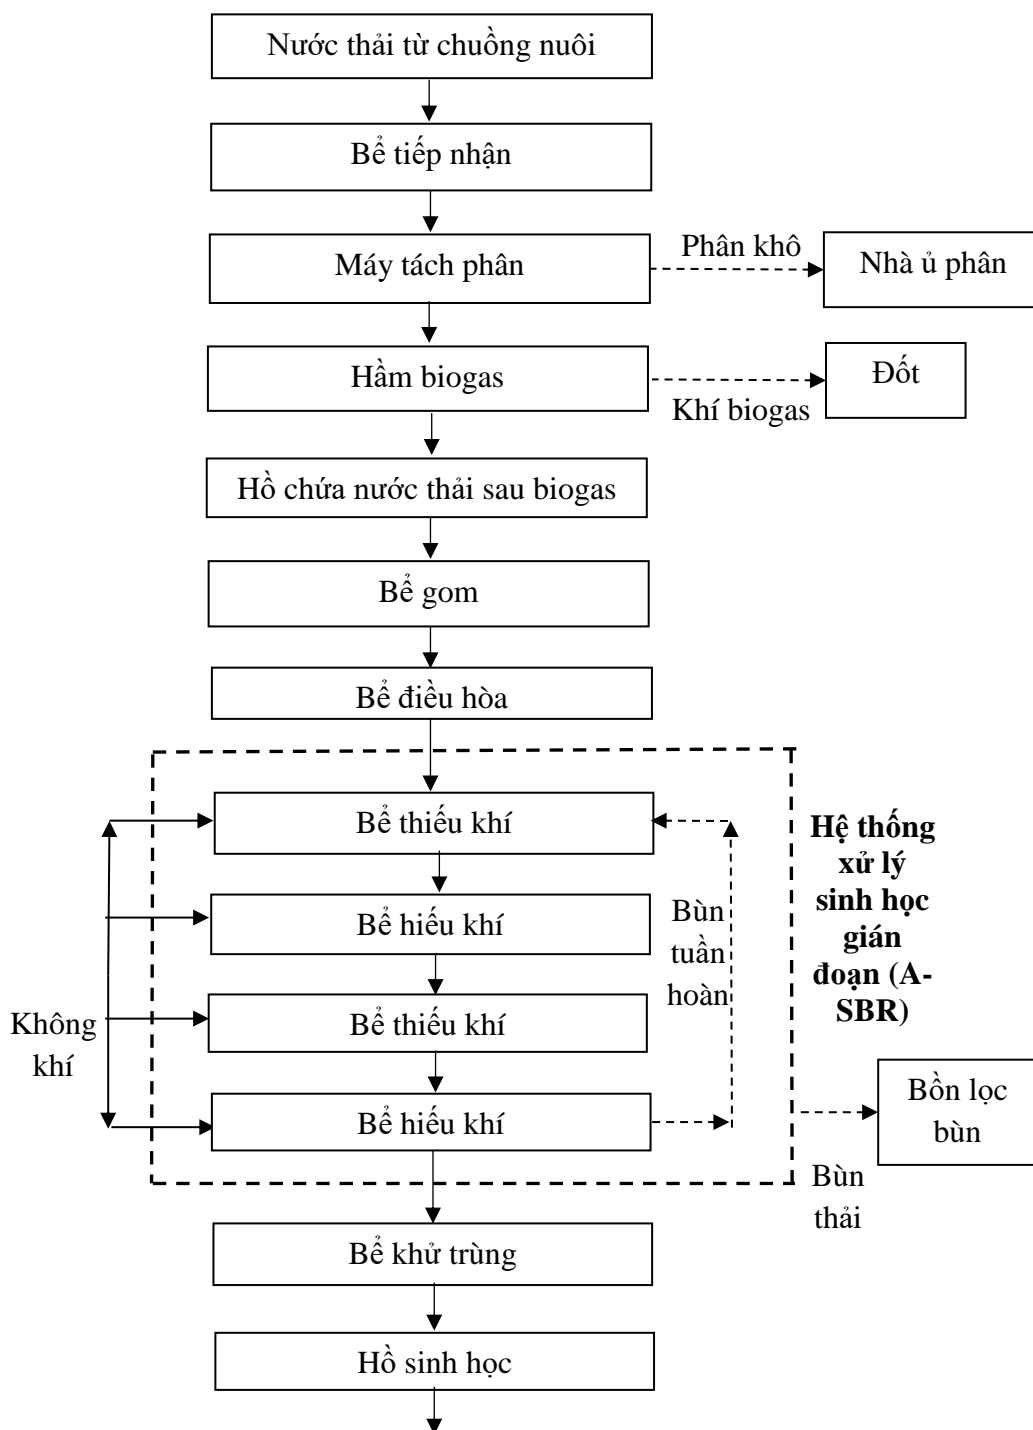 Nước thải từ chuồng nuôi
Bể tiếp nhận
Máy tách phân
Phân khô
Nhà ủ phân
Hầm biogas
Khí biogas
Đốt
Hồ chứa nước thải sau biogas
Bể gom
Bể điều hòa
Bể thiếu khí
Bể hiếu khí
Bể thiếu khí
Bể hiếu khí
Không
khí
Bùn
tuần
hoàn
Hệ thống
xử lý
sinh học
gián
đoạn (A-
SBR)
Bồn lọc
bùn
Bùn
thải
Bể khử trùng
Hồ sinh học